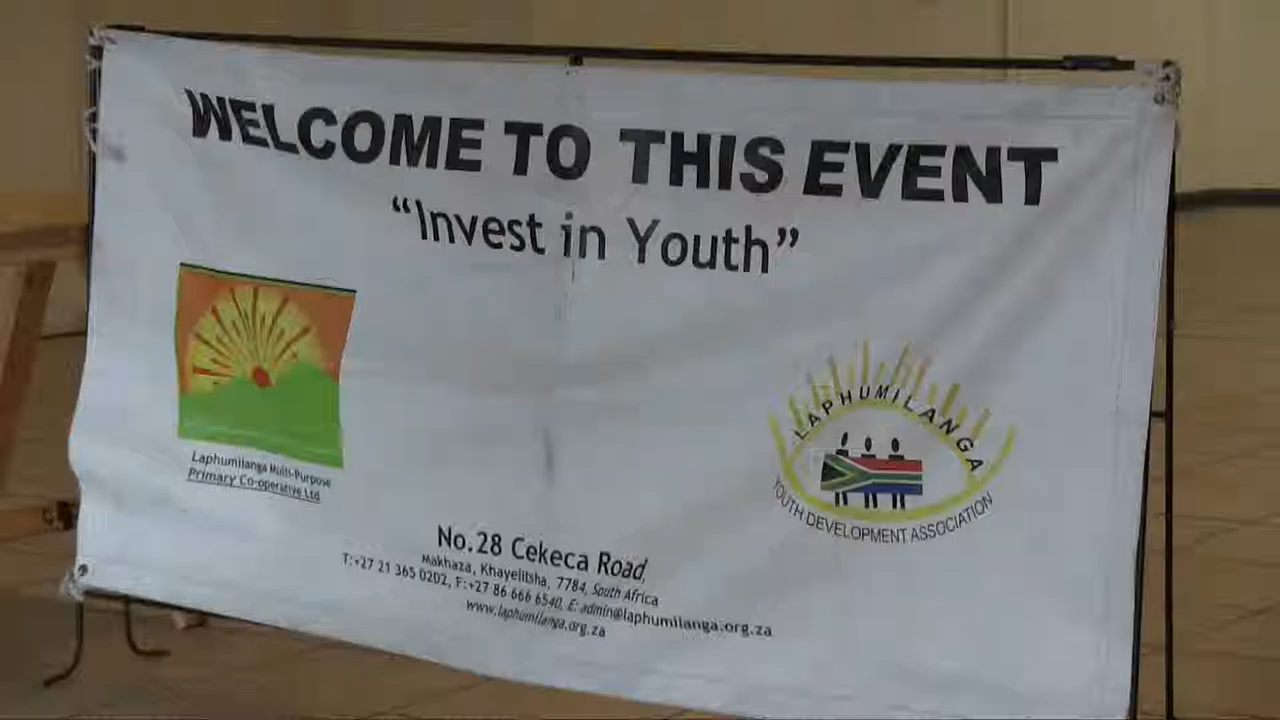 WELCOME TO THIS EVENT
“Invest in Youth”
Laphumilanga Multi-Purpose
Primary Co-operative Ltd
LAPHUMILANGA
YOUTH DEVELOPMENT ASSOCIATION
No.28 Cekeca Road,
Makhaza, Khayelitsha, 7784, South Africa
T:+27 21 365 0202, F:+27 86 666 6540, E: admin@laphumilanga.org.za
www.laphumilanga.org.za